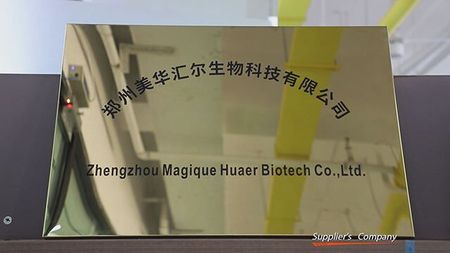 郑州美华汇尔生物科技有限公司
Zhengzhou Magique Huaer Biotech Co.,Ltd.
Supplier's Company